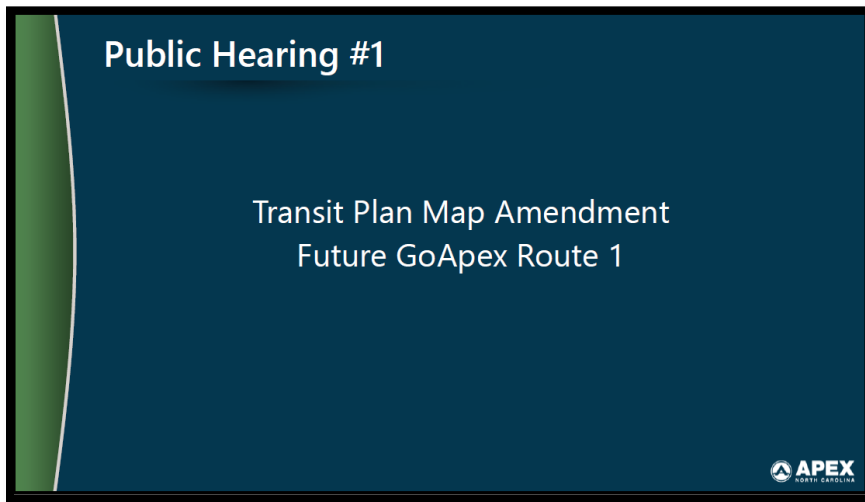 Public Hearing #1
Transit Plan Map Amendment
Future GoApex Route 1
APEX
NORTH CAROLINA